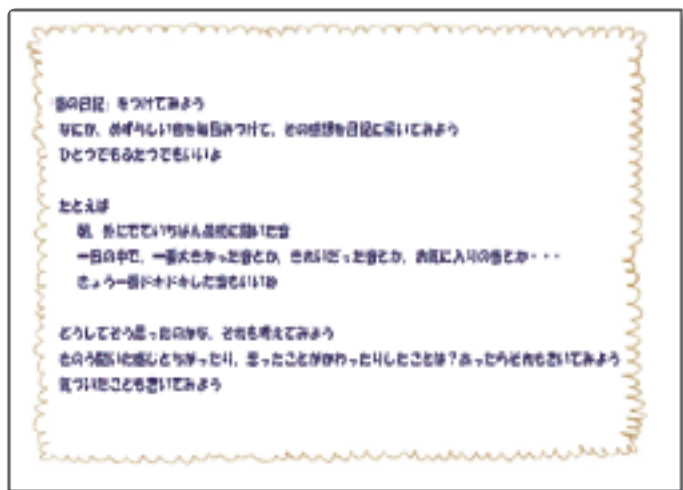 「音の日記」をつけてみよう
なにか、めずらしい音を毎日みつけて、その感想を日記に書いてみよう
ひとつでもふたつでもいいよ
たとえば
朝、外にでていちばん最初に聞いた音
一日の中で、一番大きかった音とか、きれいだった音とか、お気に入りの音とか・・・
きょう一番ドキドキした音もいいね
どうしてそう思ったのかな、それも考えてみよう
きのう聞いた感じとちがったり、思ったことがかわったりしたことは？あったらそれもかいてみよう
気づいたことも書いてみよう